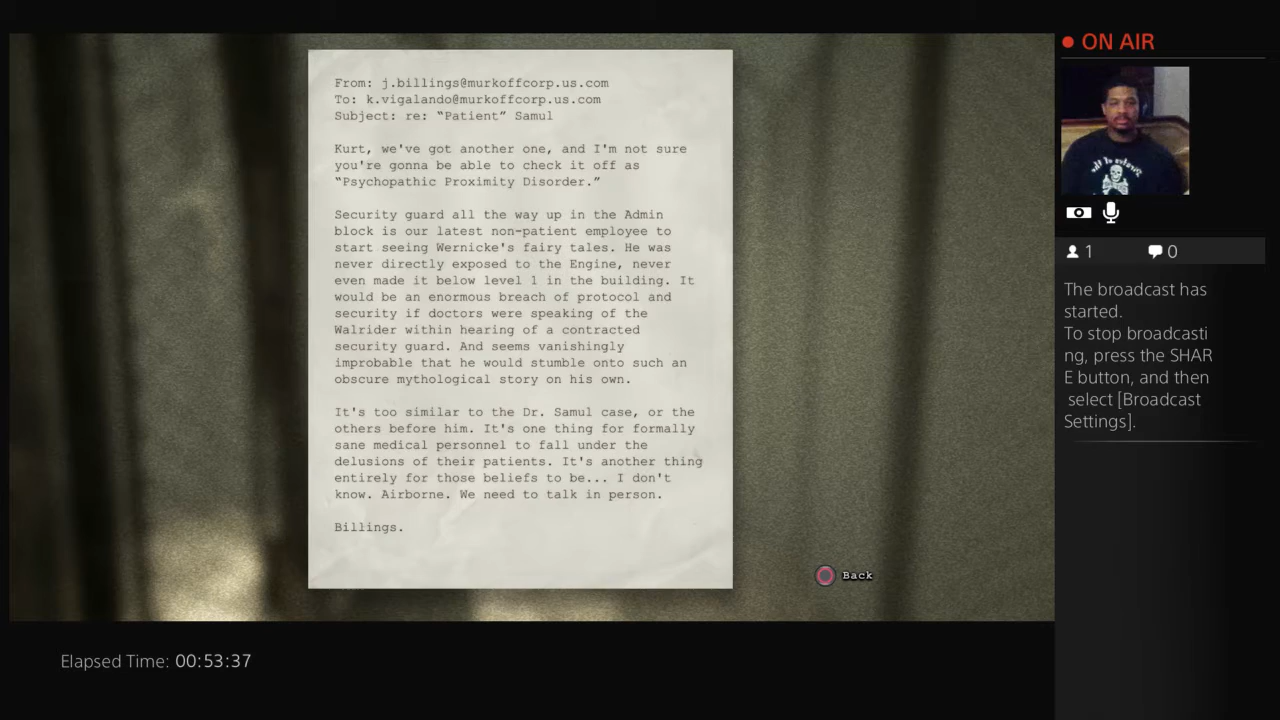 From: j.billings@murkoffcorp.us.com
To: k.vigalando@murkoffcorp.us.com
Subject: re: “Patient” Samul
Kurt, we've got another one, and I'm not sure
you're gonna be able to check it off as
“Psychopathic Proximity Disorder.”
Security guard all the way up in the Admin
block is our latest non-patient employee to
start seeing Wernicke's fairy tales. He was
never directly exposed to the Engine, never
even made it below level 1 in the building. It
would be an enormous breach of protocol and
security if doctors were speaking of the
Walrider within hearing of a contracted
security guard. And seems vanishingly
improbable that he would stumble onto such an
obscure mythological story on his own.
It's too similar to the Dr. Samul case, or the
others before him. It's one thing for formally
sane medical personnel to fall under the
delusions of their patients. It's another thing
entirely for those beliefs to be... I don't
know. Airborne. We need to talk in person.
Billings.
Back
Elapsed Time: 00:53:37
ON AIR
1 0
The broadcast has
started.
To stop broadcasti
ng, press the SHAR
E button, and then
select [Broadcast
Settings].